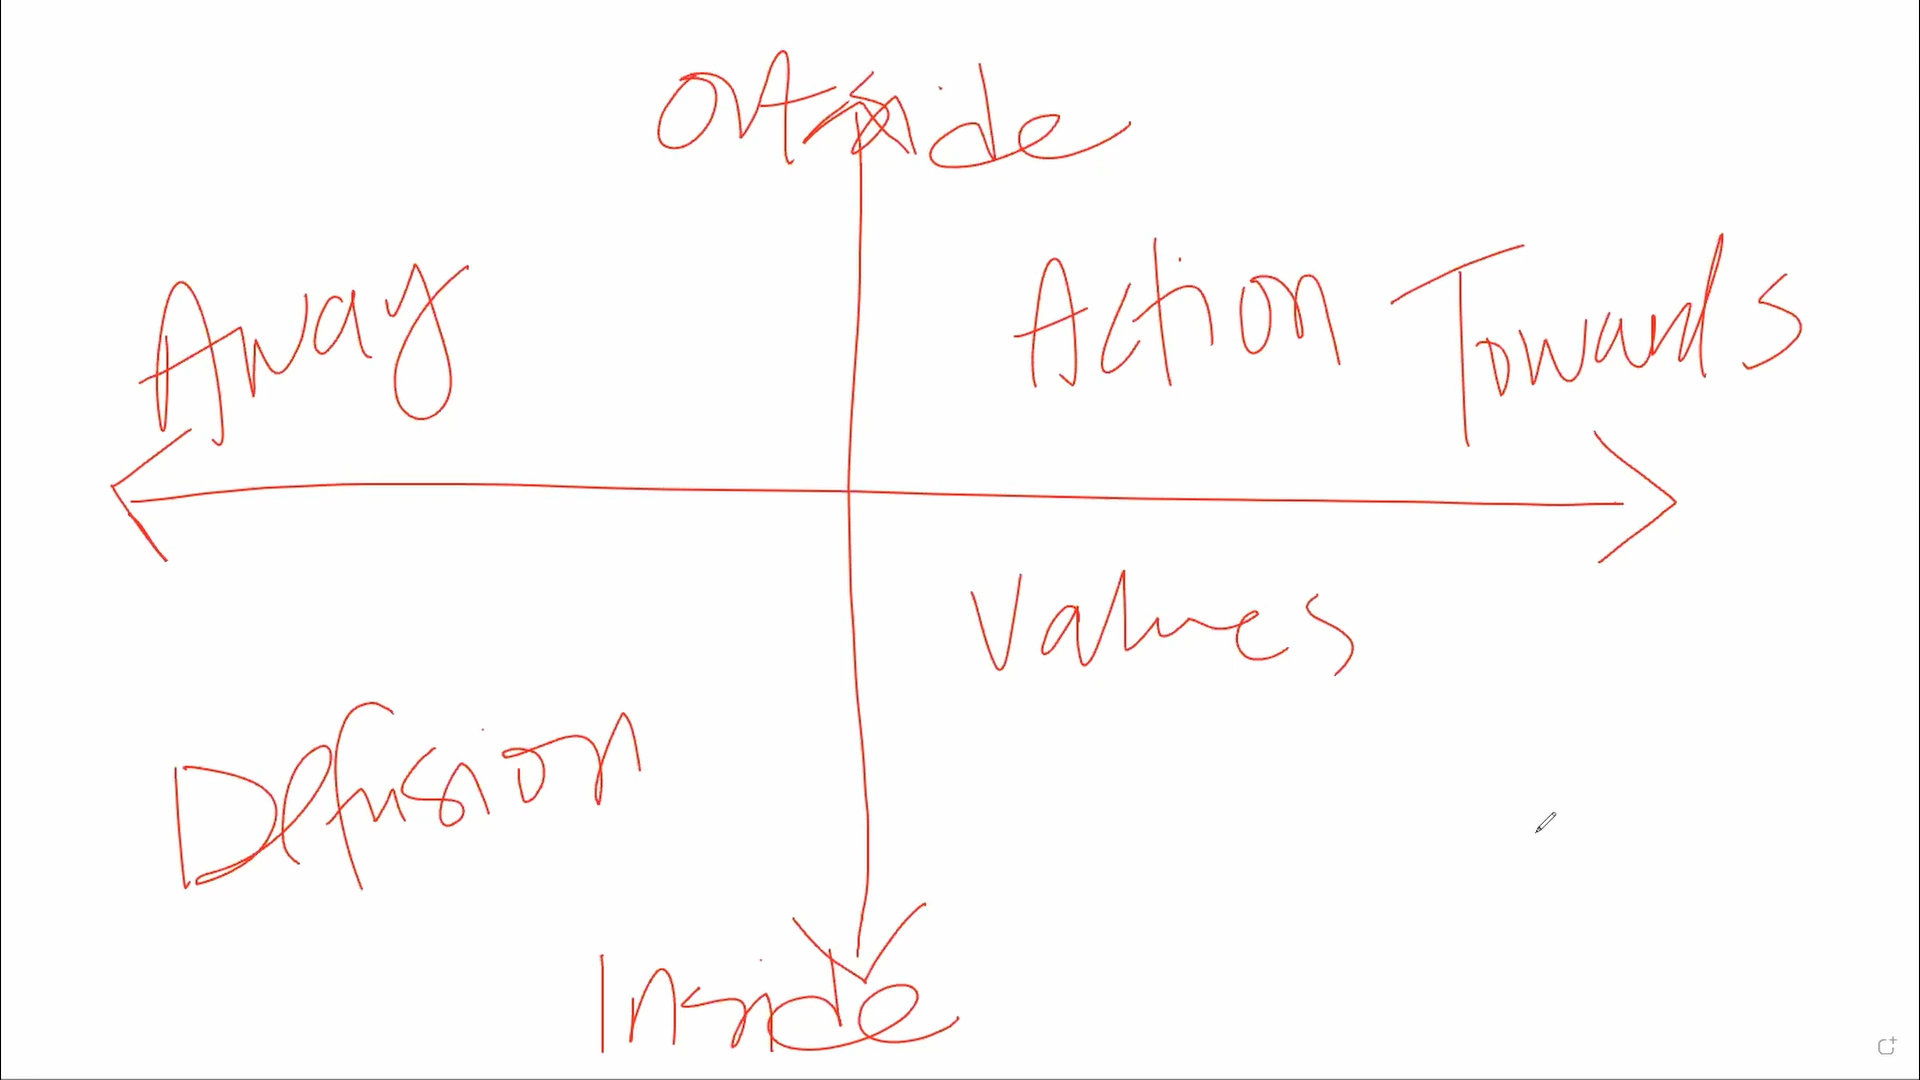 Outside
Away
Action Towards
Values
Defusion
Inside